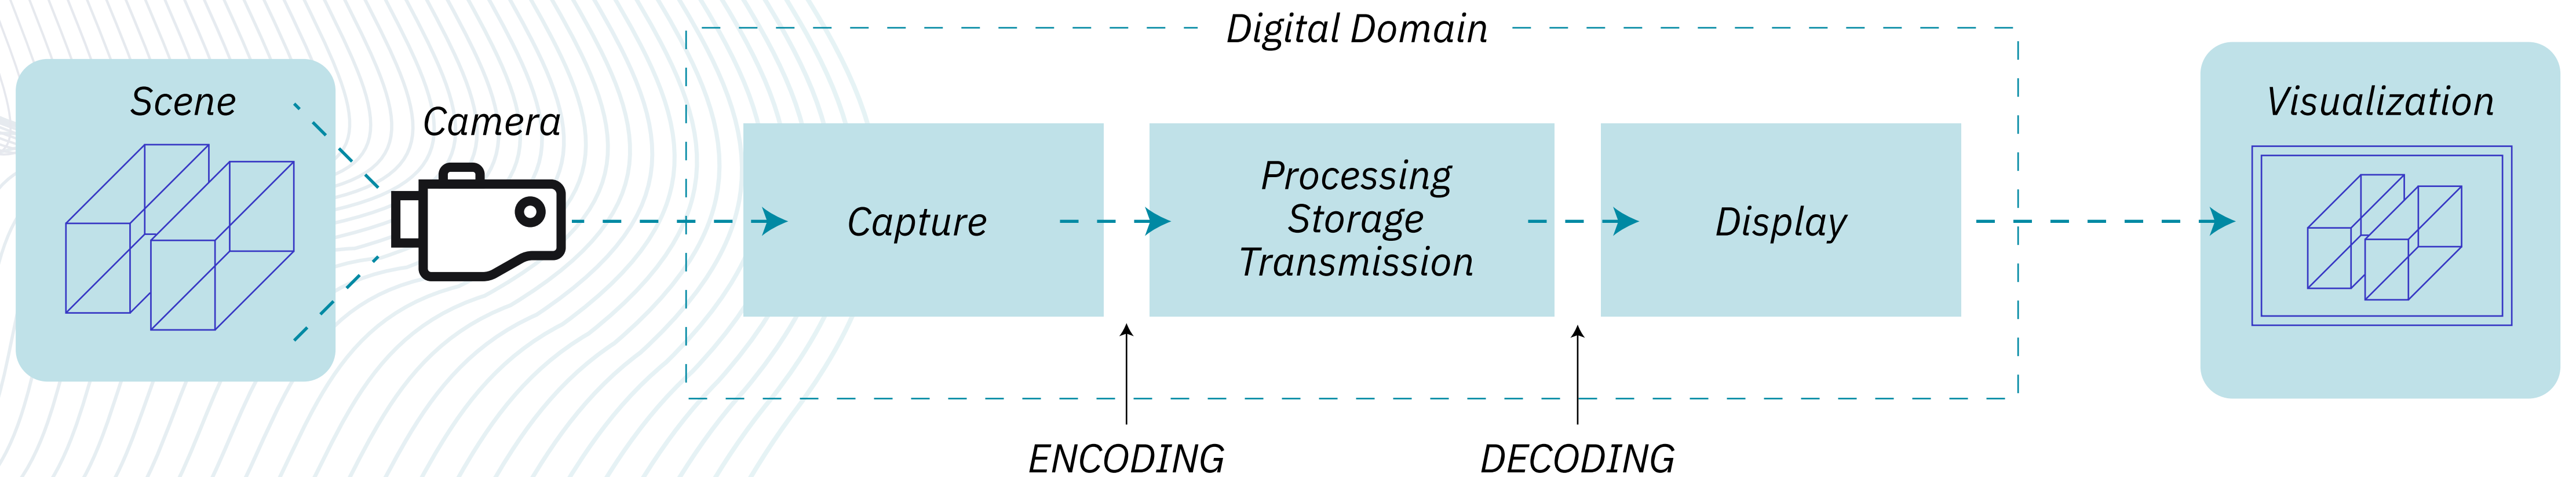 Digital Domain
Scene
Camera
Capture
Processing
Storage
Transmission
Display
Visualization
ENCODING
DECODING